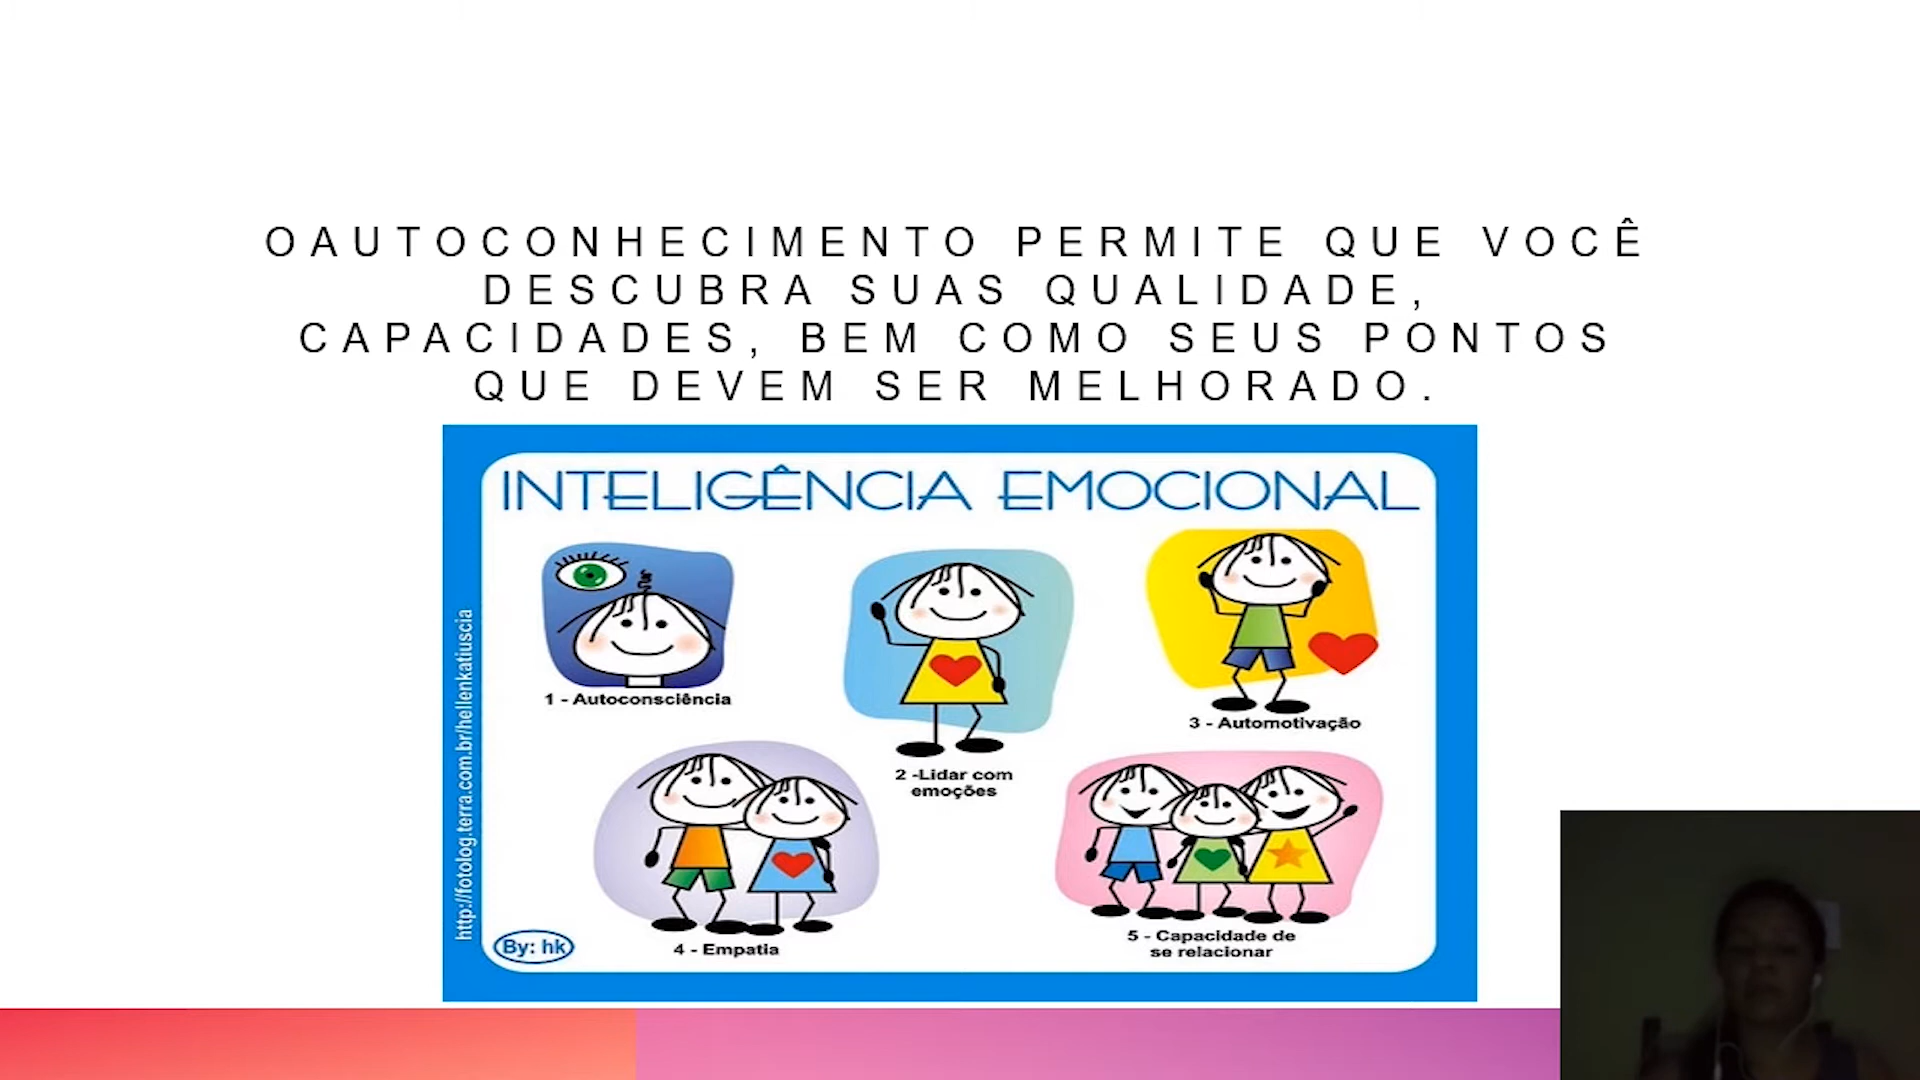 OAUTOCONHECIMENTO PERMITE QUE VOCÊ
DESCUBRA SUAS QUALIDADE,
CAPACIDADES, BEM COMO SEUS PONTOS
QUE DEVEM SER MELHORADO.
INTELIGÊNCIA EMOCIONAL
1 - Autoconsciência
2 -Lidar com
emoções
3 - Automotivação
4 - Empatia
5 - Capacidade de
se relacionar
By: hk
http://fotolog.terra.com.br/hellenkatiuscia